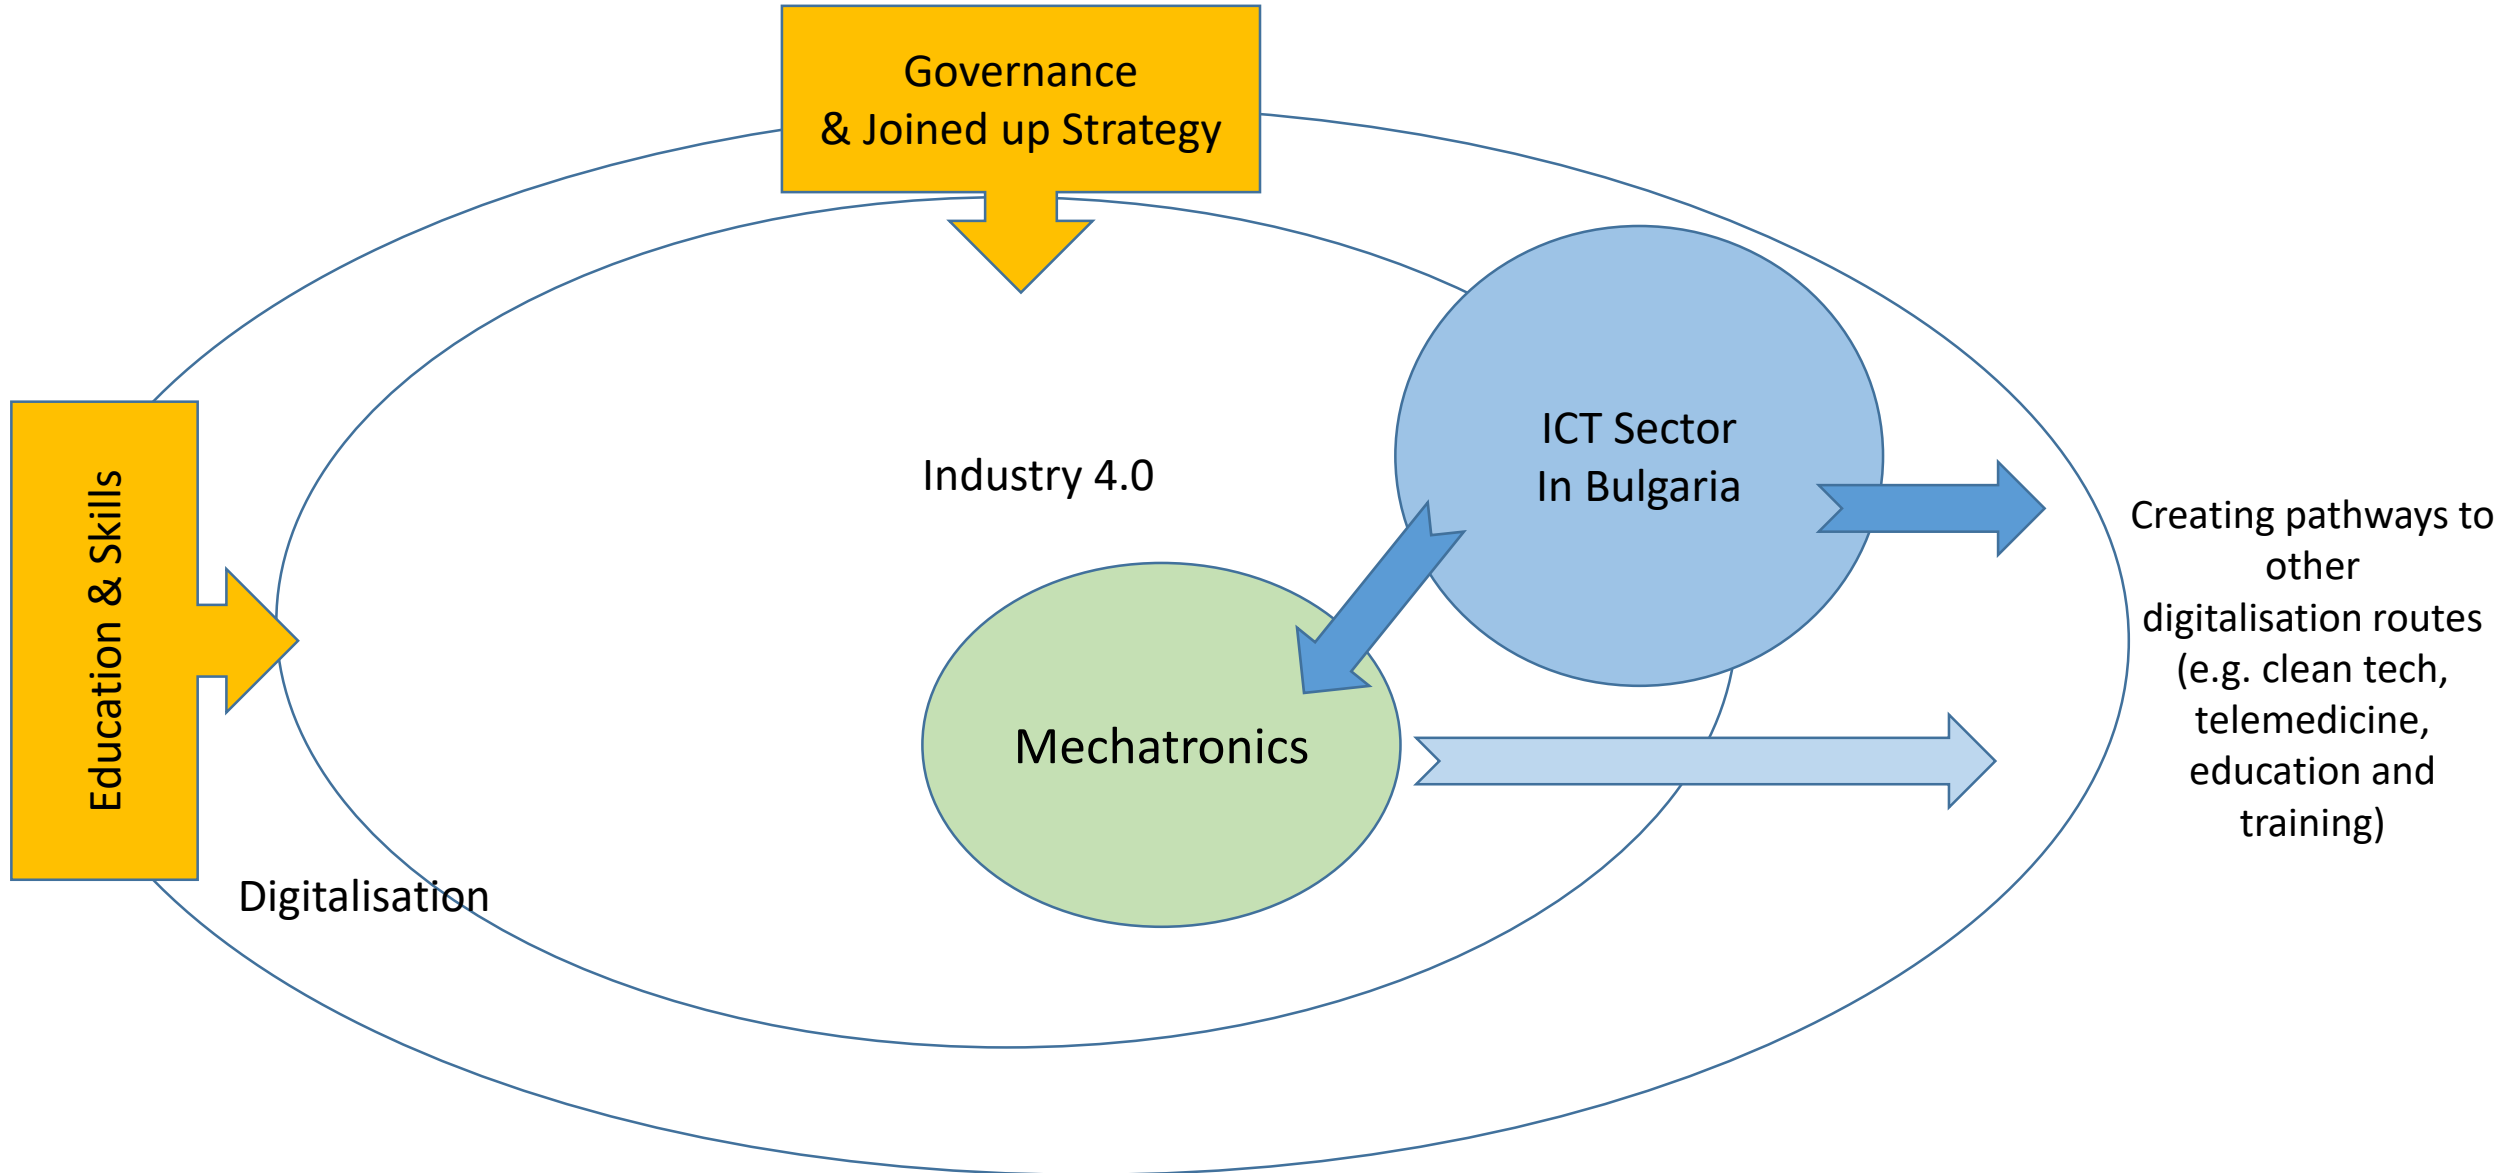 Governance
& Joined up Strategy
Education & Skills
Industry 4.0
ICT Sector
In Bulgaria
Mechatronics
Digitalisation
Creating pathways to
other
digitalisation routes
(e.g. clean tech,
telemedicine,
education and
training)